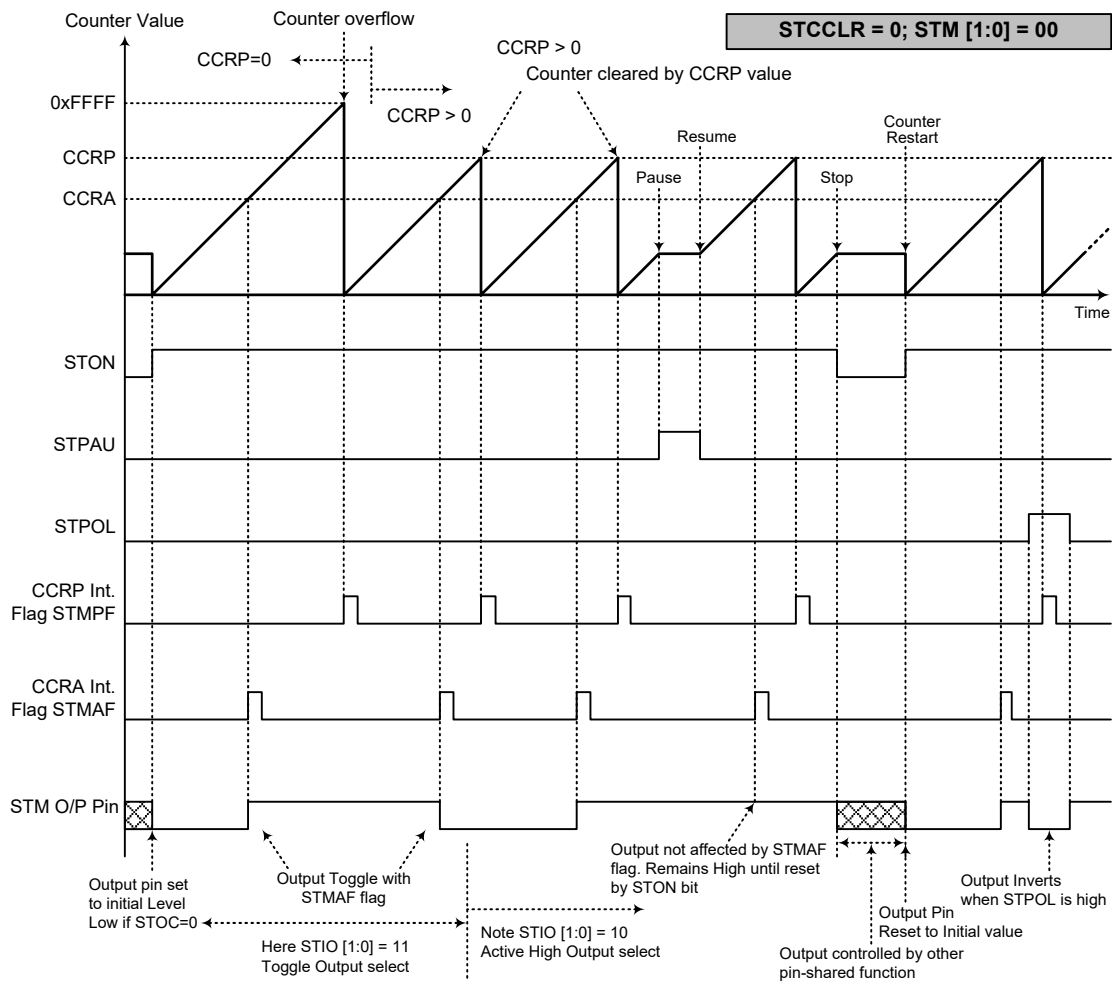 Counter Value
Counter overflow
STCCLR = 0; STM [1:0] = 00
CCRP=0
CCRP > 0
CCRP > 0
Counter cleared by CCRP value
0xFFFF
CCRP
CCRA
Pause
Resume
Stop
Counter
Restart
Time
STON
STPAU
STPOL
CCRP Int.
Flag STMPF
CCRA Int.
Flag STMAF
STM O/P Pin
Output pin set
to initial Level
Low if STOC=0
Output Toggle with
STMAF flag
Here STIO [1:0] = 11
Toggle Output select
Note STIO [1:0] = 10
Active High Output select
Output not affected by STMAF
flag. Remains High until reset
by STON bit
Output controlled by other
pin-shared function
Output Pin
Reset to Initial value
Output Inverts
when STPOL is high